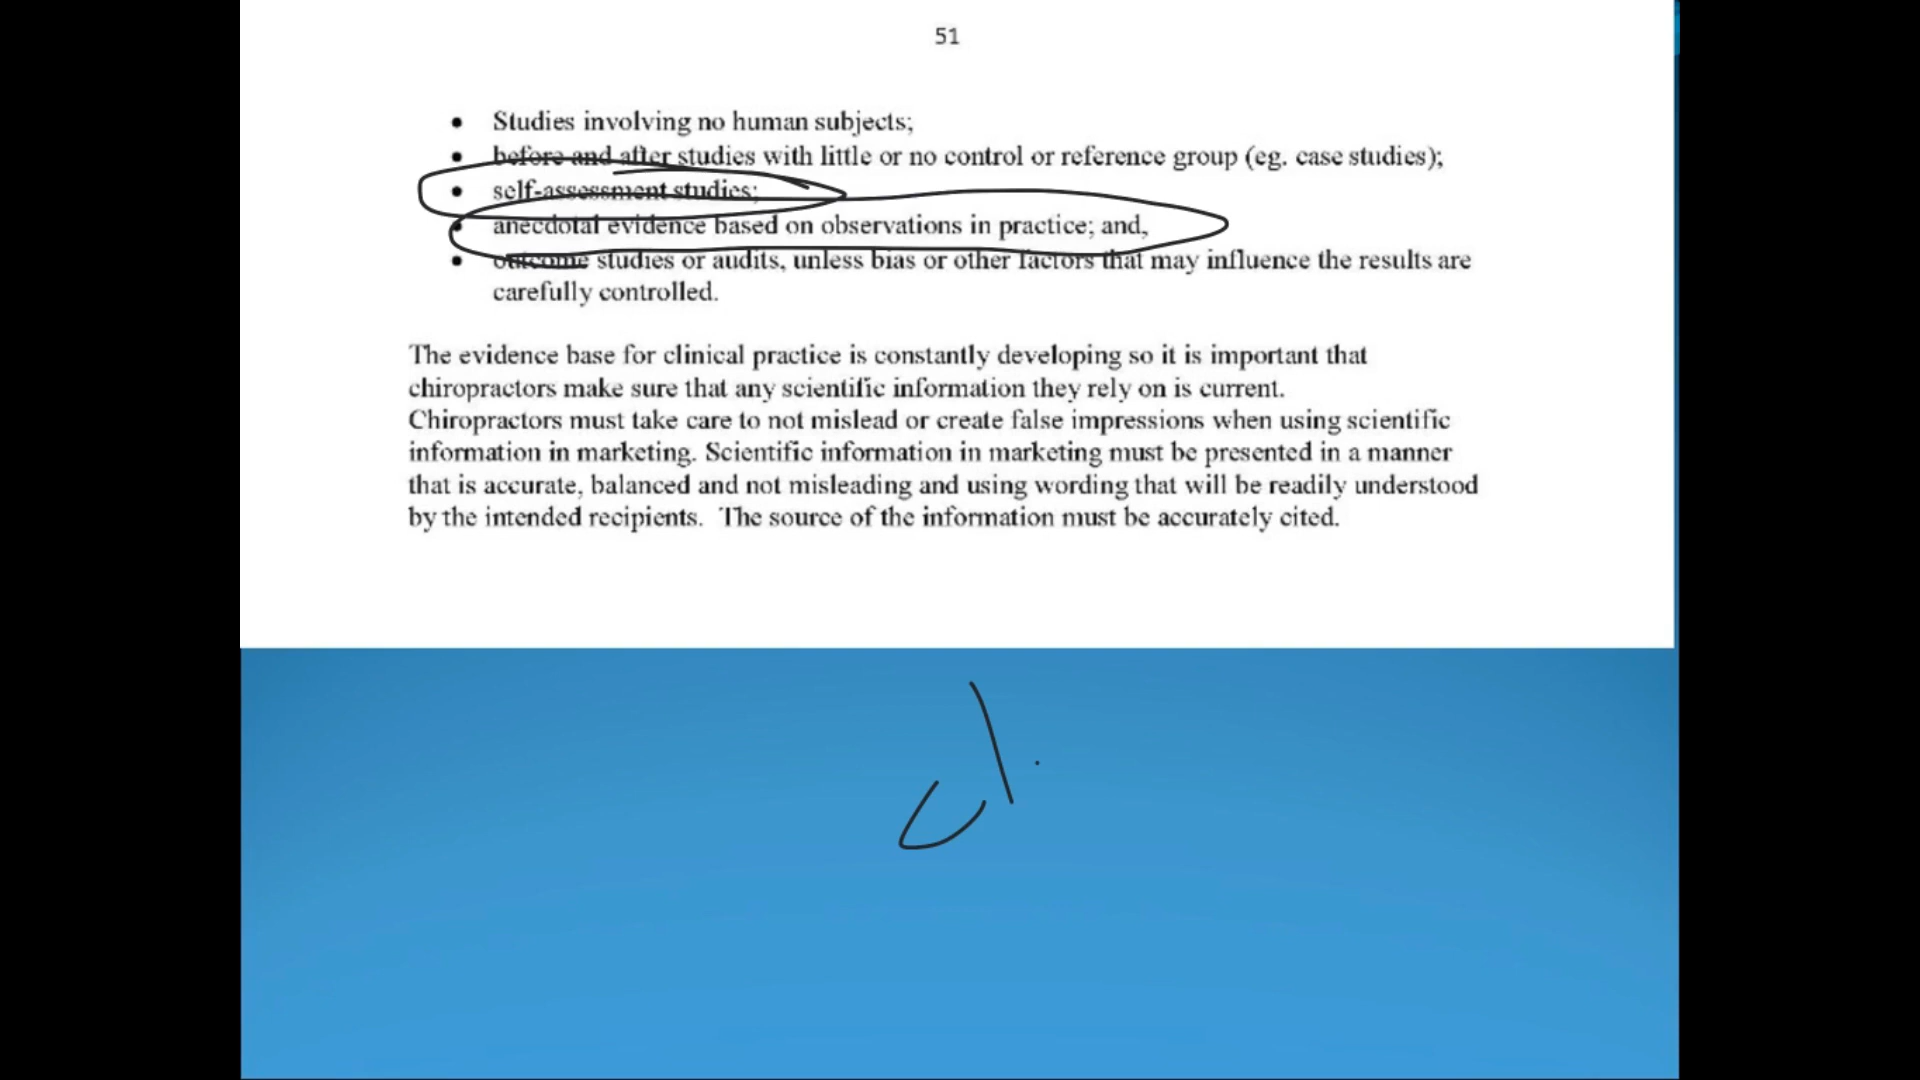 51
• Studies involving no human subjects;
• before and after studies with little or no control or reference group (eg. case studies);
• self-assessment studies;
• anecdotal evidence based on observations in practice; and,
• outcome studies or audits, unless bias or other factors that may influence the results are
carefully controlled.
The evidence base for clinical practice is constantly developing so it is important that
chiropractors make sure that any scientific information they rely on is current.
Chiropractors must take care to not mislead or create false impressions when using scientific
information in marketing. Scientific information in marketing must be presented in a manner
that is accurate, balanced and not misleading and using wording that will be readily understood
by the intended recipients.  The source of the information must be accurately cited.